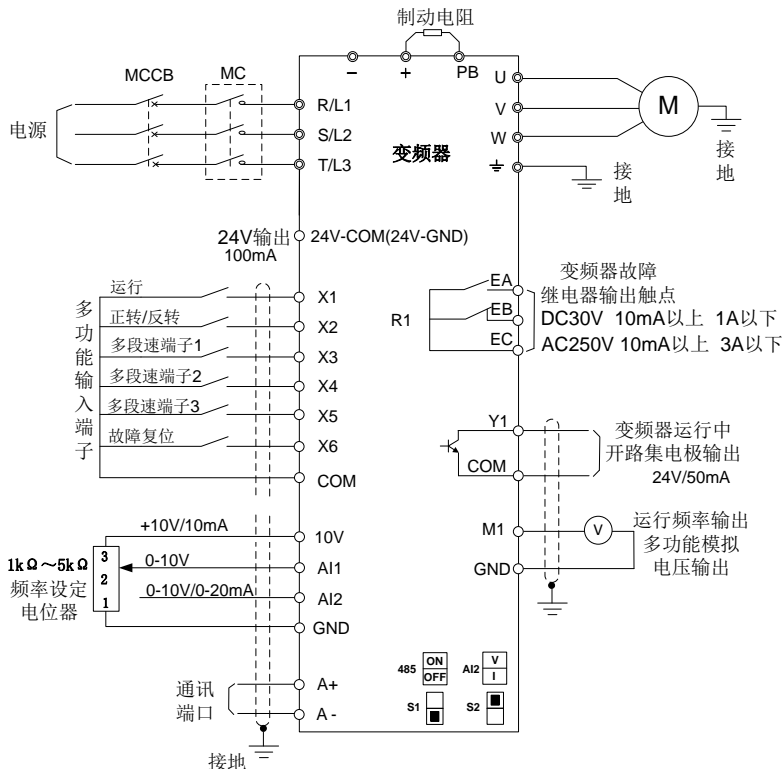 制动电阻
MCCB
MC
－
+
PB
电源
R/L1
S/L2
T/L3
变频器
U
V
W
M
接地
接地
24V输出
100mA
24V-COM(24V-GND)
多功能输入端子
运行
X1
正转/反转
X2
多段速端子1
X3
多段速端子2
X4
多段速端子3
X5
故障复位
X6
COM
R1
EA
EB
EC
变频器故障
继电器输出触点
DC30V 10mA以上 1A以下
AC250V 10mA以上 3A以下
Y1
COM
变频器运行中
开路集电极输出
24V/50mA
+10V/10mA
10V
1kΩ～5kΩ
频率设定
电位器
3
2
1
0-10V
AI1
0-10V/0-20mA
AI2
GND
M1
GND
V
运行频率输出
多功能模拟
电压输出
通讯
端口
A+
A -
接地
485
ON
OFF
AI2
V
I
S1
S2